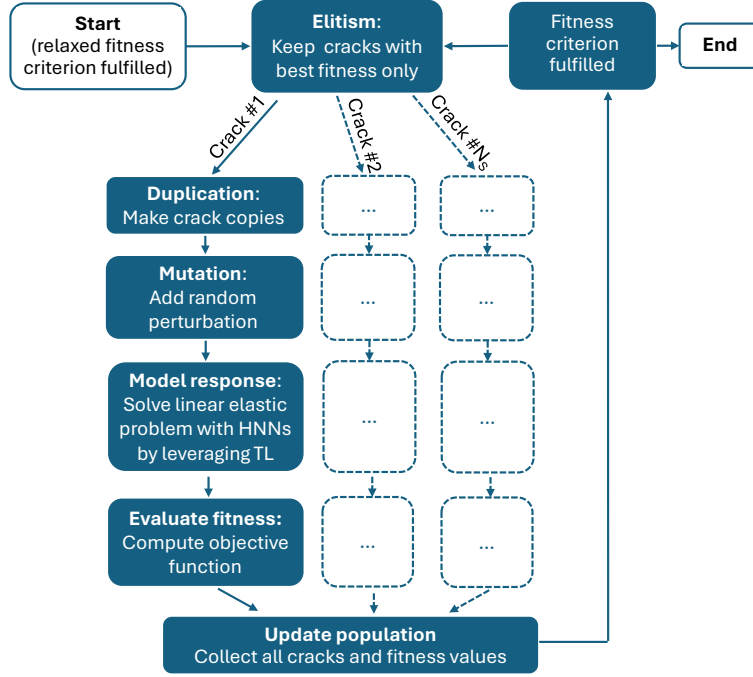 Start
(relaxed fitness
criterion fulfilled)
Elitism:
Keep cracks with
best fitness only
Fitness
criterion
fulfilled
End
Crack #1
Crack #2
Crack #Ns
Duplication:
Make crack copies
...
...
Mutation:
Add random
perturbation
...
...
Model response:
Solve linear elastic
problem with HNNs
by leveraging TL
...
...
Evaluate fitness:
Compute objective
function
...
...
Update population
Collect all cracks and fitness values